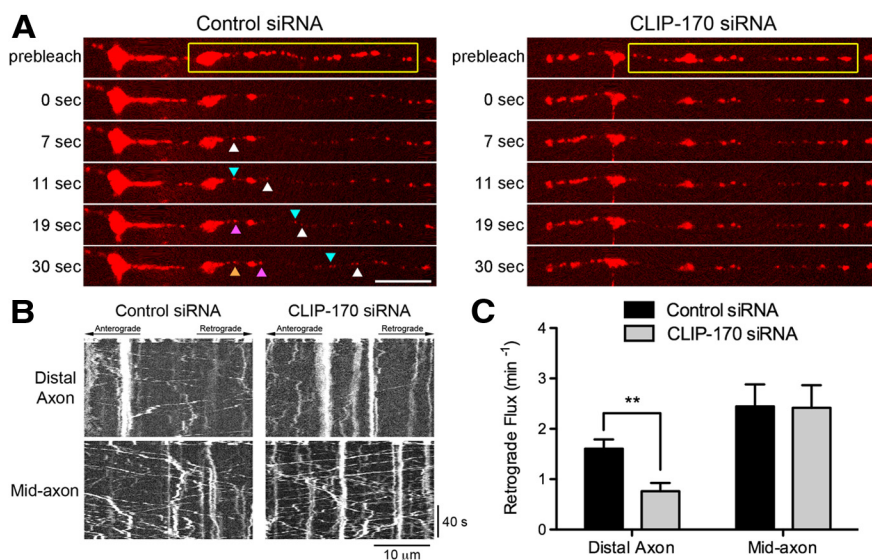 A
Control siRNA
CLIP-170 siRNA
prebleach
0 sec
7 sec
11 sec
19 sec
30 sec
prebleach
0 sec
7 sec
11 sec
19 sec
30 sec
B
Control siRNA
CLIP-170 siRNA
Anterograde
Retrograde
Anterograde
Retrograde
Distal
Axon
Mid-axon
40 s
10 µm
C
Control siRNA
CLIP-170 siRNA
Retrograde Flux (min -1)
4
3
2
1
0
**
Distal Axon
Mid-axon